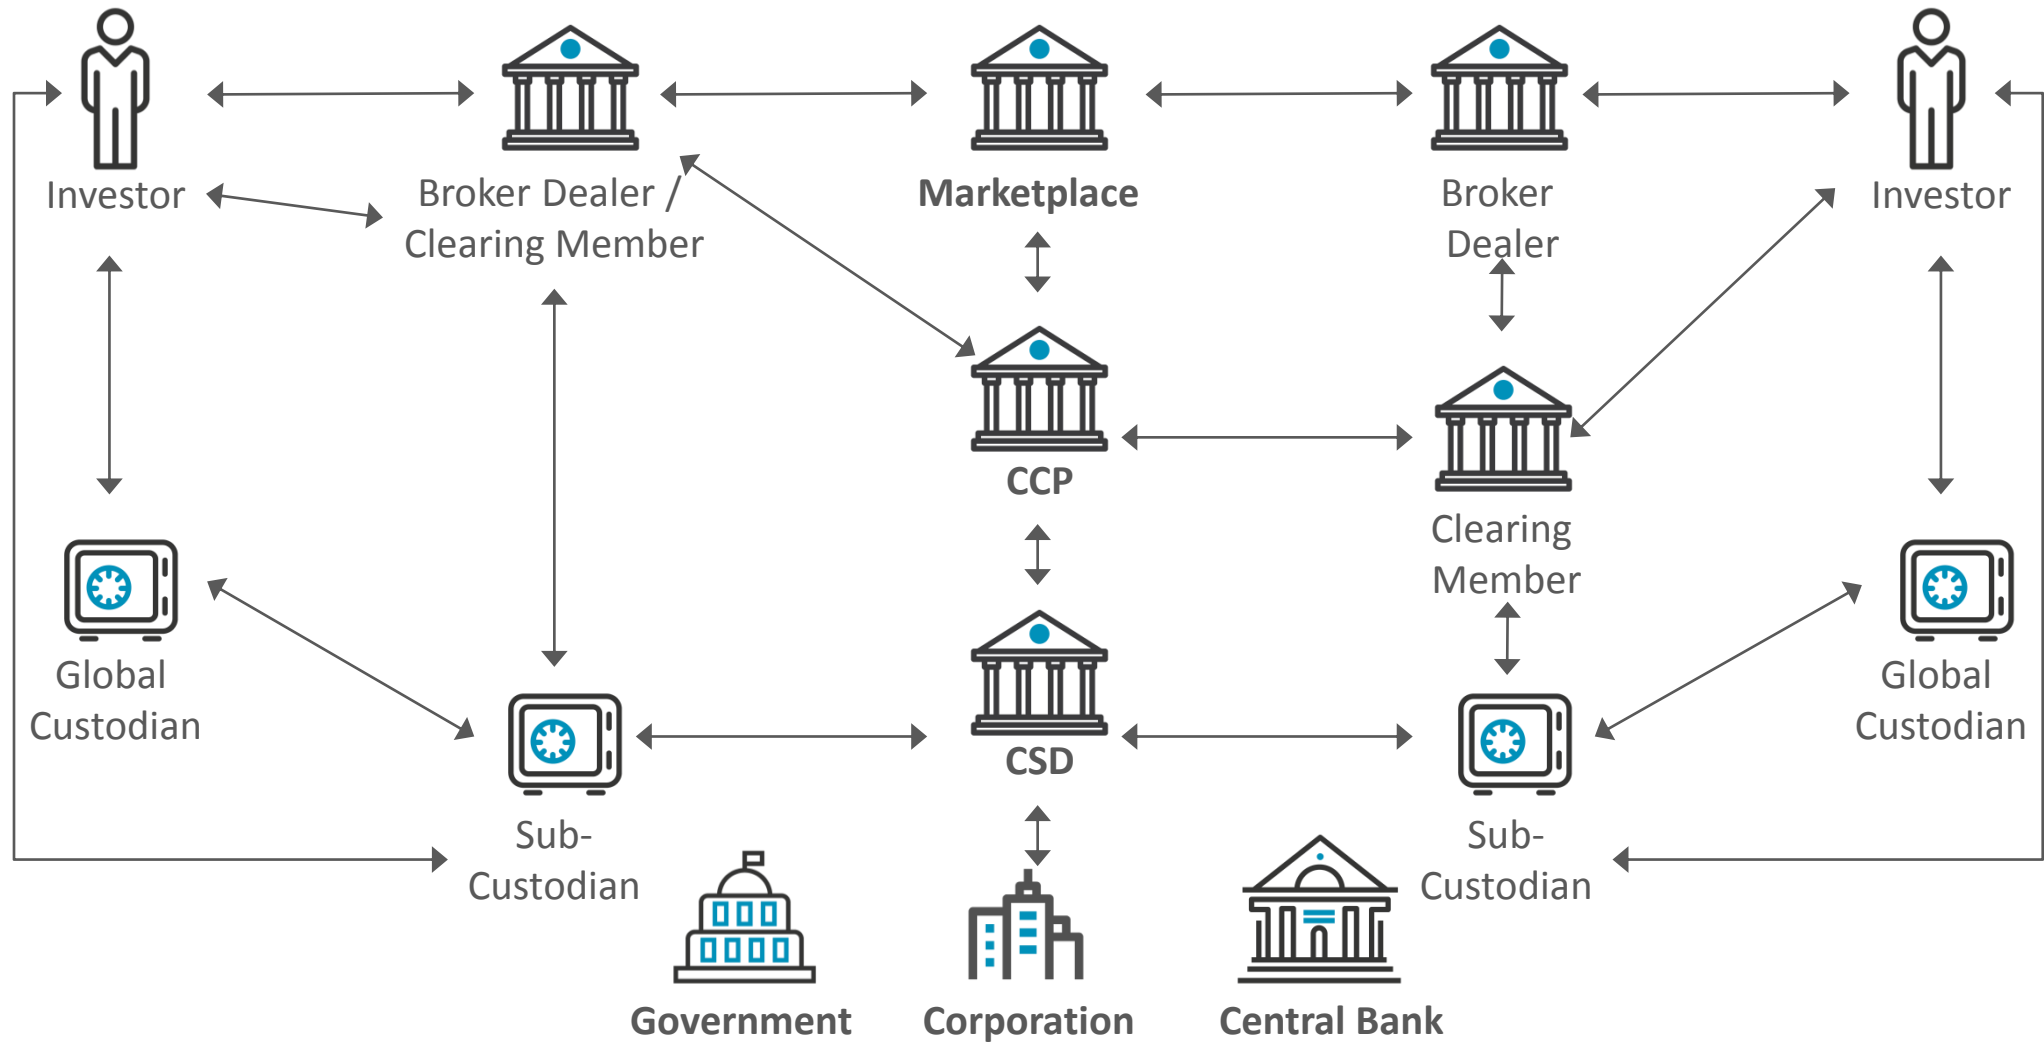 Investor
Broker Dealer /
Clearing Member
Marketplace
Broker
Dealer
Investor
CCP
Clearing
Member
Global
Custodian
CSD
Global
Custodian
Sub-
Custodian
Sub-
Custodian
Government
Corporation
Central Bank